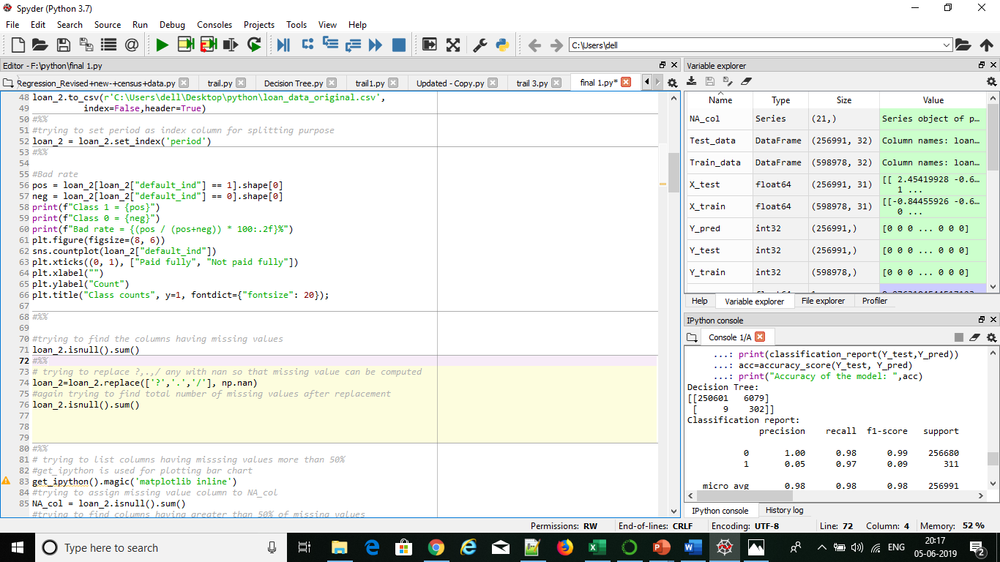 Spyder (Python 3.7)
File Edit Search Source Run Debug Consoles Projects Tools View Help
C:\Users\dell
Editor - F:\python\final 1.py
Regression_Revised+new-+census+data.py trail.py Decision Tree.py trail1.py Updated - Copy.py trail 3.py final 1.py*
48 loan_2.to_csv(r'C:\Users\dell\Desktop\python\loan_data_original.csv',
49 index=False,header=True)
50 #%%
51 #trying to set period as index column for splitting purpose
52 loan_2 = loan_2.set_index('period')
53 #%%
54
55 #Bad rate
56 pos = loan_2[loan_2["default_ind"] == 1].shape[0]
57 neg = loan_2[loan_2["default_ind"] == 0].shape[0]
58 print(f"Class 1 = {pos}")
59 print(f"Class 0 = {neg}")
60 print(f"Bad rate = {(pos / (pos+neg)) * 100:.2f}%")
61 plt.figure(figsize=(8, 6))
62 sns.countplot(loan_2["default_ind"])
63 plt.xticks((0, 1), ["Paid fully", "Not paid fully"])
64 plt.xlabel("")
65 plt.ylabel("Count")
66 plt.title("Class counts", y=1, fontdict={"fontsize": 20});
67
68 #%%
69
70 #trying to find the columns having missing values
71 loan_2.isnull().sum()
72 #%%
73 # trying to replace ?,.,/ any with nan so that missing value can be computed
74 loan_2=loan_2.replace(['?','.','/'], np.nan)
75 #again trying to find total number of missing values after replacement
76 loan_2.isnull().sum()
77
78
79
80 #%%
81 # trying to list columns having misssing values more than 50%
82 #get_ipython is used for plotting bar chart
83 get_ipython().magic('matplotlib inline')
84 #trying to assign missing value column to NA_col
85 NA_col = loan_2.isnull().sum()
#trying to find columns having greater than 50% of missing values
Variable explorer
Name Type Size Value
NA_col Series (21,) Series object of p…
Test_data DataFrame (256991, 32) Column names: loan…
Train_data DataFrame (598978, 32) Column names: loan…
X_test float64 (256991, 31) [[ 2.45419928 -0.6…
1 ...
X_train float64 (598978, 31) [[-0.84455926 -0.6…
0 ...
Y_pred int32 (256991,) [0 0 0 ... 0 0 0]
Y_test int32 (256991,) [0 0 0 ... 0 0 0]
Y_train int32 (598978,) [0 0 0 ... 0 0 0]
Help Variable explorer File explorer Profiler
IPython console
Console 1/A
...: print(classification_report(Y_test,Y_pred))
...: acc=accuracy_score(Y_test, Y_pred)
...: print("Accuracy of the model: ",acc)
Decision Tree:
[[250601 6079]
[ 9 302]]
Classification report:
precision recall f1-score support
0 1.00 0.98 0.99 256680
1 0.05 0.97 0.09 311
micro avg 0.98 0.98 0.98 256991
IPython console History log
Permissions: RW End-of-lines: CRLF Encoding: UTF-8 Line: 72 Column: 4 Memory: 52 %
Type here to search
ENG
20:17
05-06-2019
2